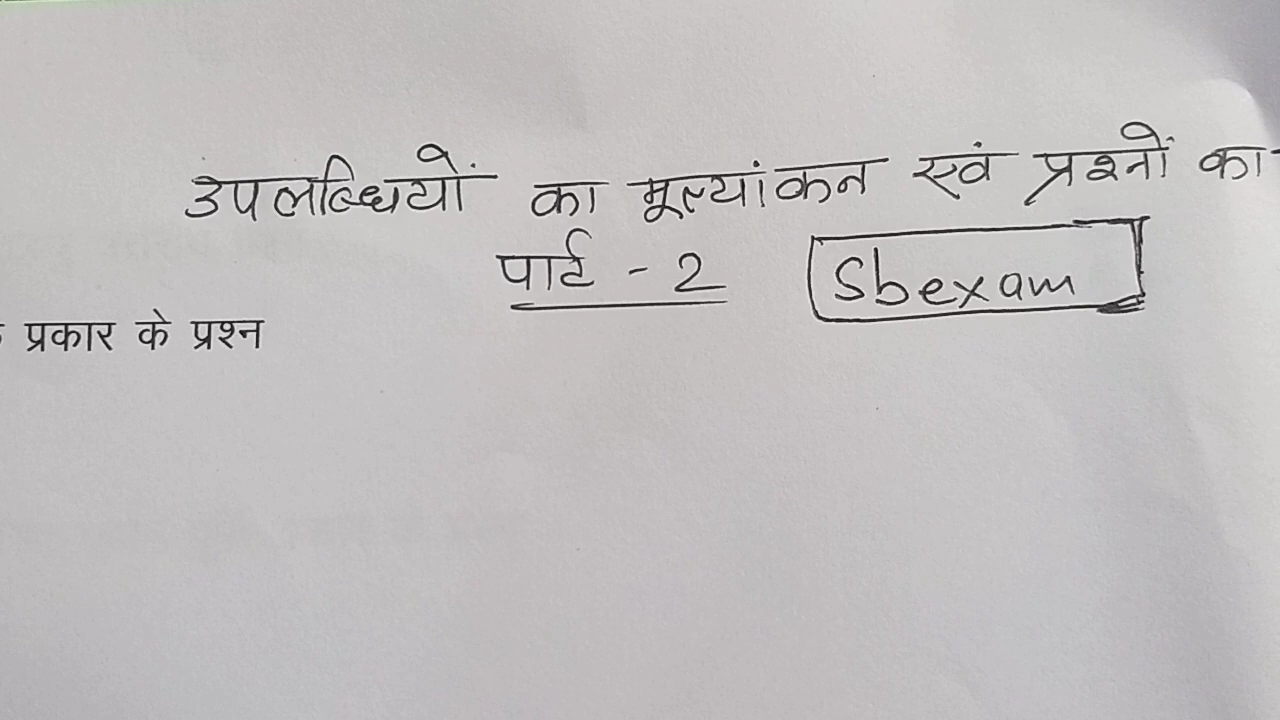 उपलब्धियों का मूल्यांकन एवं प्रश्नों का
पार्ट - 2 Sbexam
प्रकार के प्रश्न